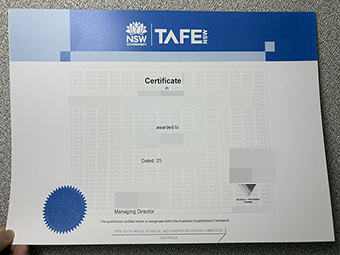 NSW
GOVERNMENT
TAFE NSW
Certificate
in
awarded to
Dated 25
Managing Director
The qualification certified herein is recognised within the Australian Qualifications Framework
NEW SOUTH WALES TECHNICAL AND FURTHER EDUCATION COMMISSION
AUSTRALIA